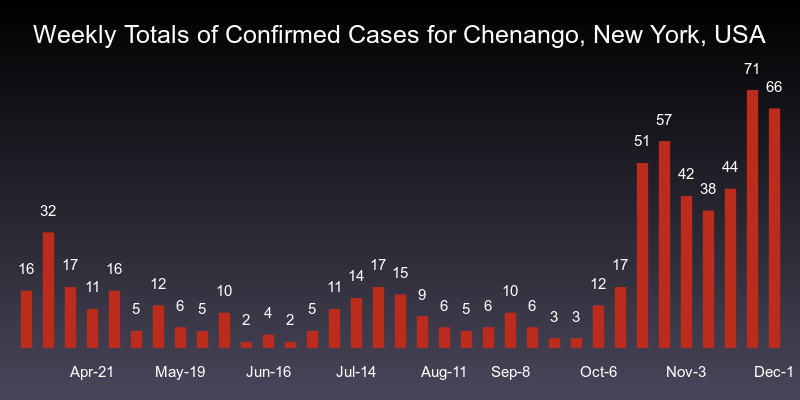 Weekly Totals of Confirmed Cases for Chenango, New York, USA
16 32 17 11 16 5 12 6 5 10 2 4 2 5 11 14 17 15 9 6 5 6 10 6 3 3 12 17 51 57 42 38 44 71 66
Apr-21 May-19 Jun-16 Jul-14 Aug-11 Sep-8 Oct-6 Nov-3 Dec-1